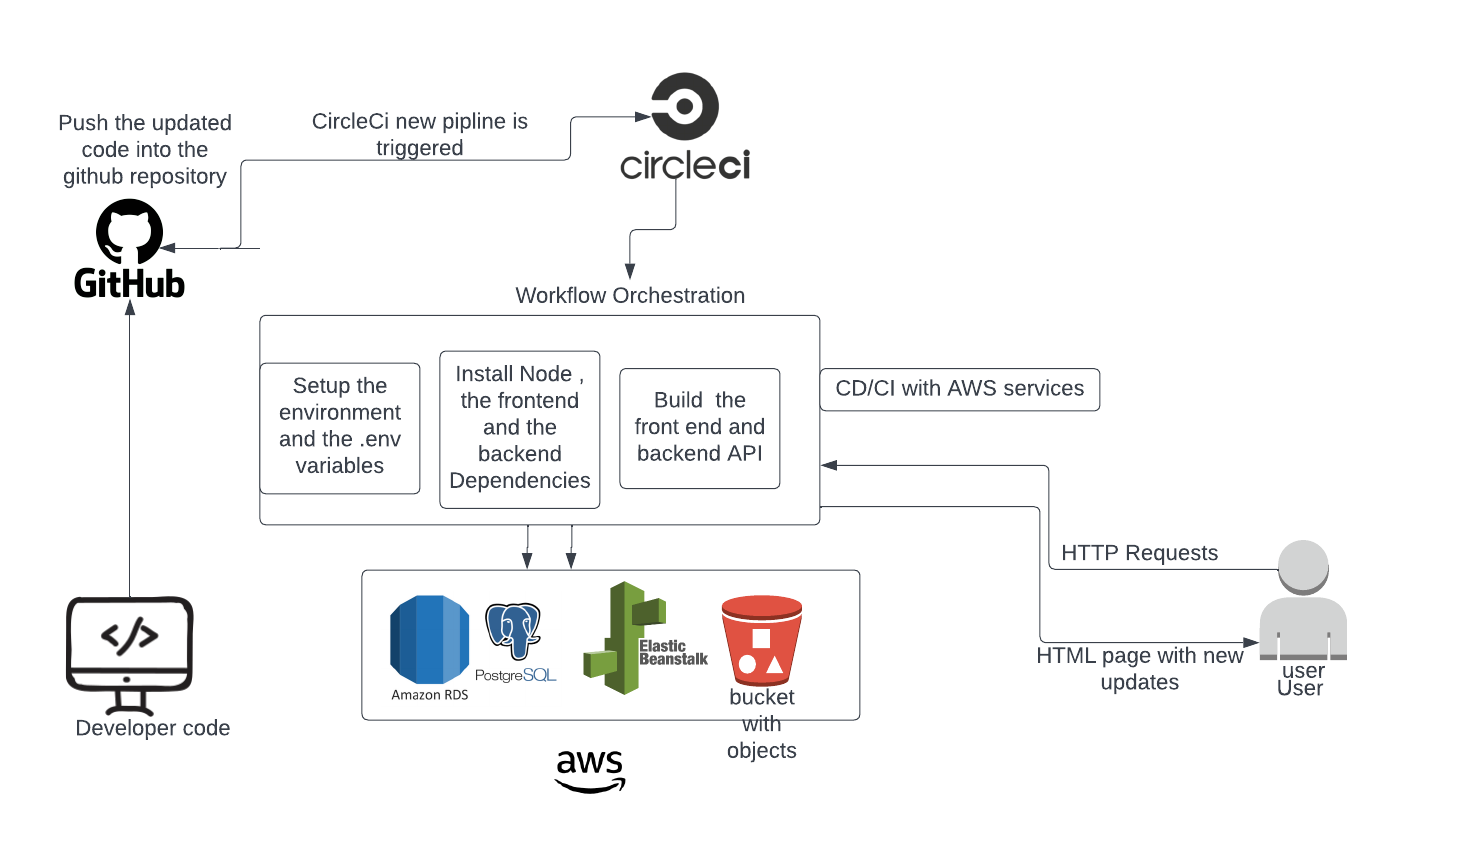 Push the updated
code into the
github repository
CircleCi new pipline is
triggered
circleci
GitHub
Workflow Orchestration
Setup the
environment
and the .env
variables
Install Node ,
the frontend
and the
backend
Dependencies
Build  the
front end and
backend API
CD/CI with AWS services
HTTP Requests
HTML page with new
updates
user
User
Developer code
Amazon RDS
PostgreSQL
Elastic
Beanstalk
bucket
with
objects
aws